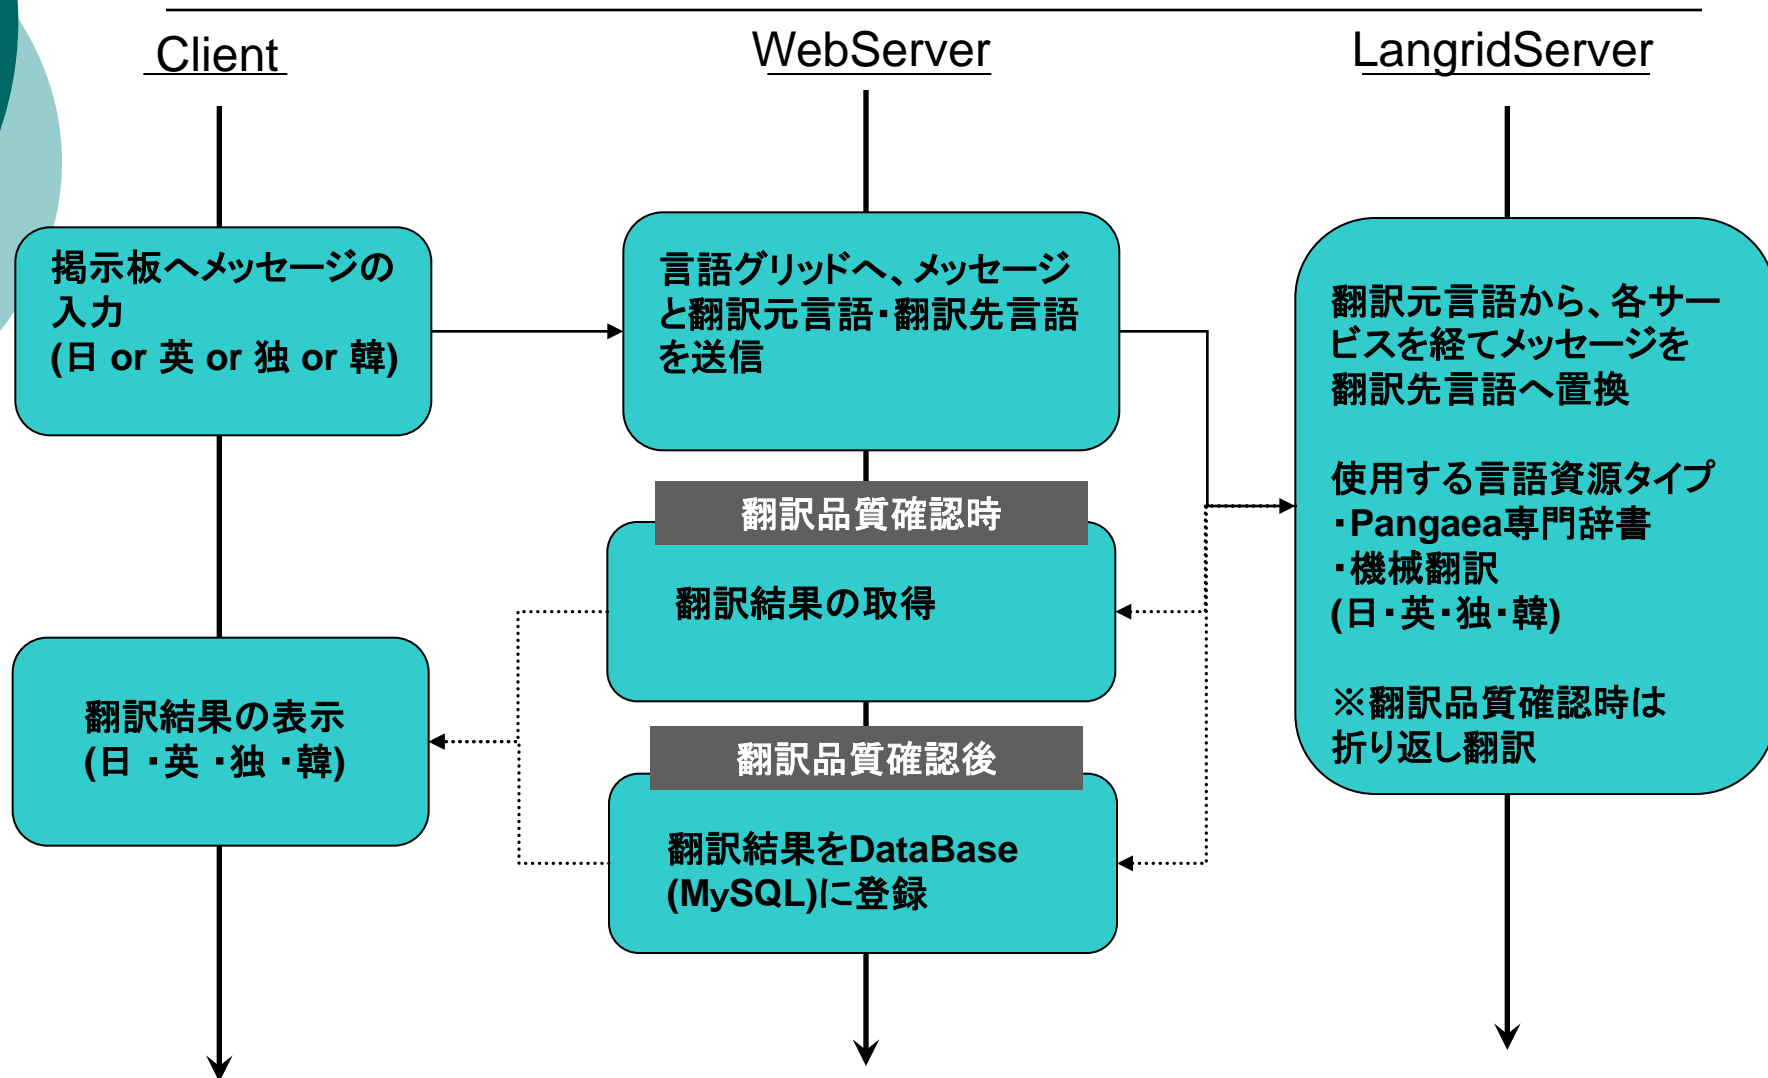 Client
WebServer
LangridServer
掲示板へメッセージの
入力
(日 or 英 or 独 or 韓)
言語グリッドへ、メッセージ
と翻訳元言語・翻訳先言語
を送信
翻訳元言語から、各サー
ビスを経てメッセージを
翻訳先言語へ置換
使用する言語資源タイプ
・Pangaea専門辞書
・機械翻訳
(日・英・独・韓)
※翻訳品質確認時は
折り返し翻訳
翻訳品質確認時
翻訳結果の取得
翻訳結果の表示
(日 ・英 ・独 ・韓)
翻訳品質確認後
翻訳結果をDataBase
(MySQL)に登録